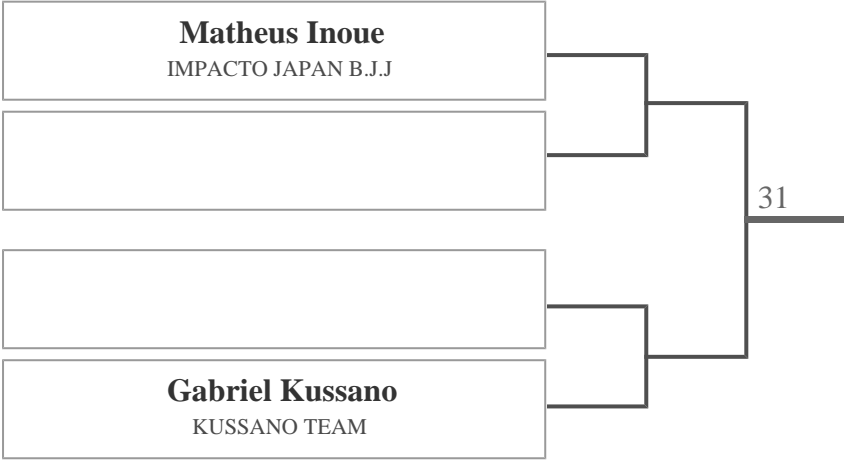 Matheus Inoue
IMPACTO JAPAN B.J.J
31
Gabriel Kussano
KUSSANO TEAM